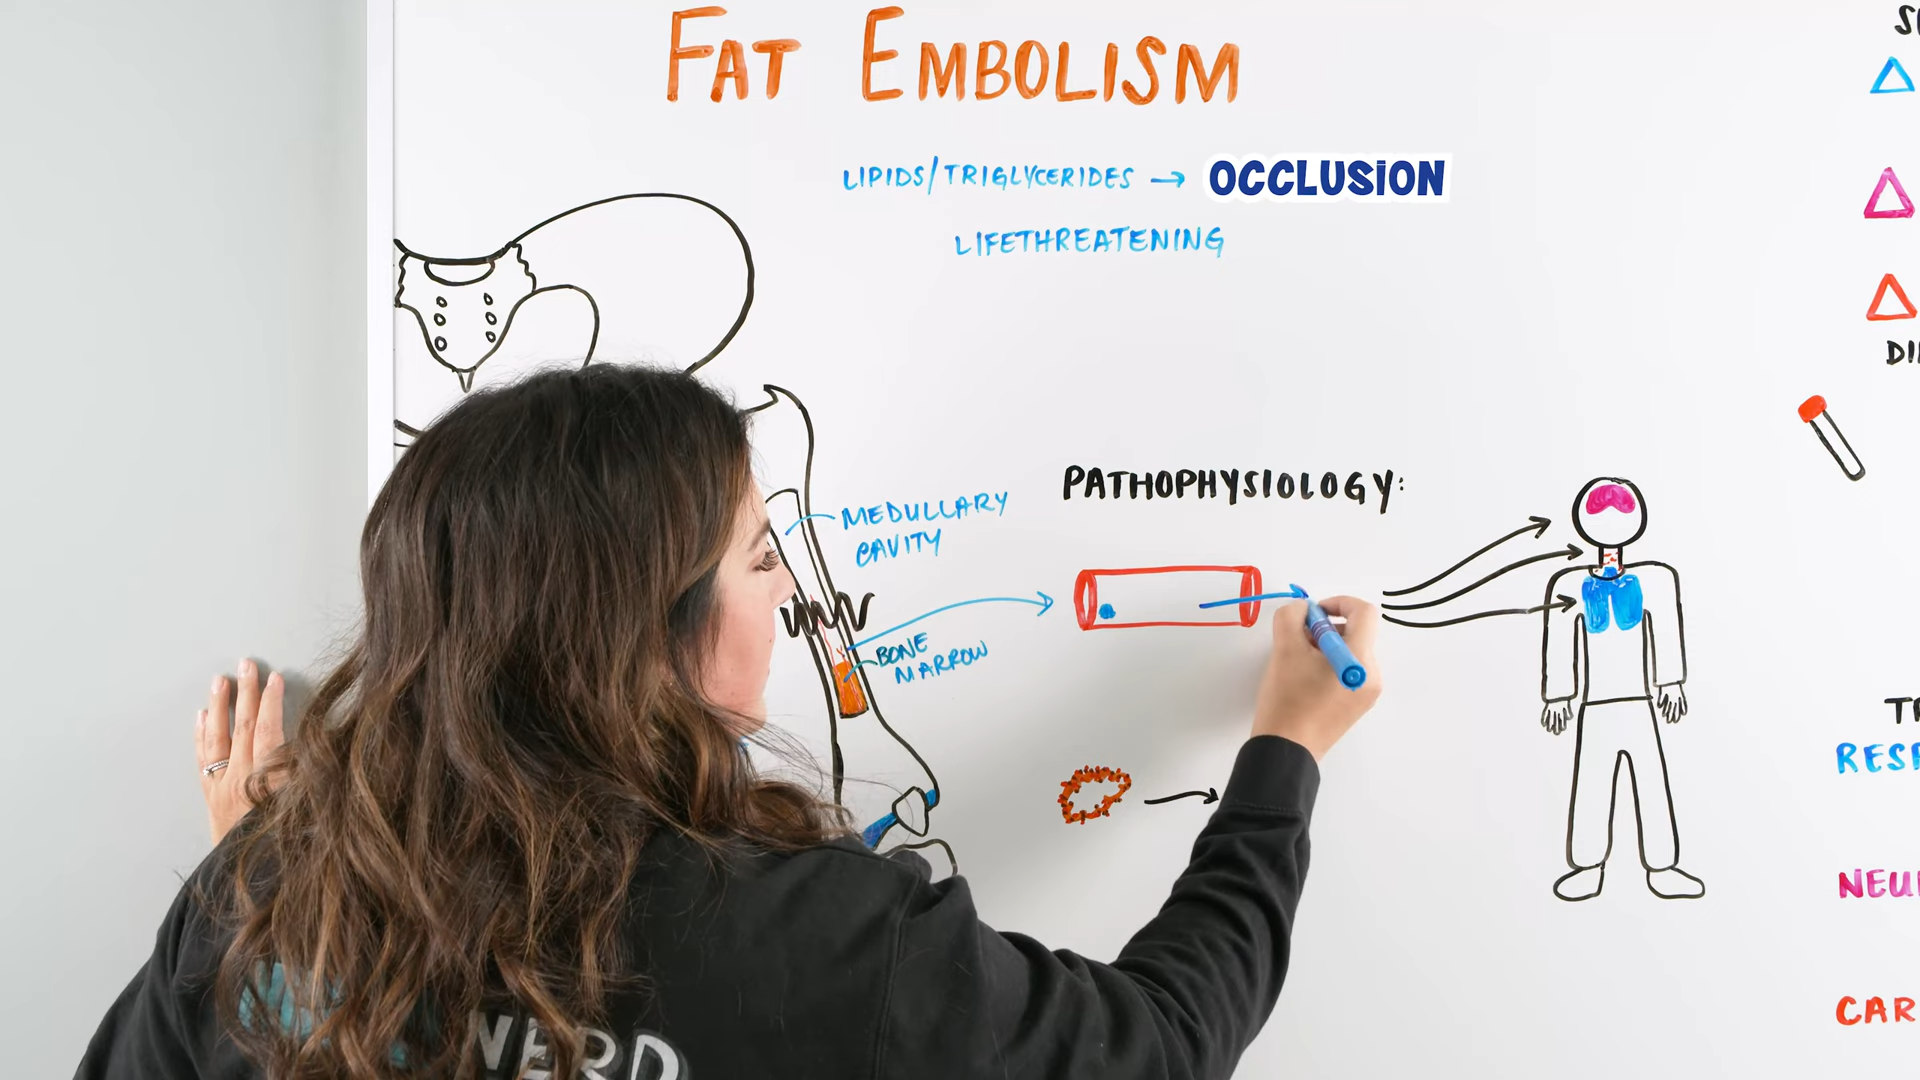 FAT EMBOLISM
LIPIDS/TRIGLYCERIDES → OCCLUSION
LIFETHREATENING
MEDULLARY
CAVITY
BONE
MARROW
PATHOPHYSIOLOGY:
NERD